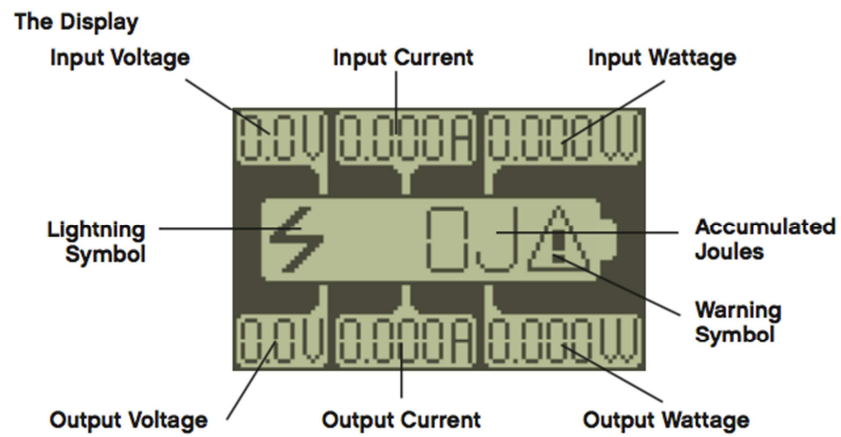 The Display
Input Voltage
Input Current
Input Wattage
0.0V
0.000A
0.000W
Lightning
Symbol
0J
Accumulated
Joules
Warning
Symbol
0.0V
0.000A
0.000W
Output Voltage
Output Current
Output Wattage